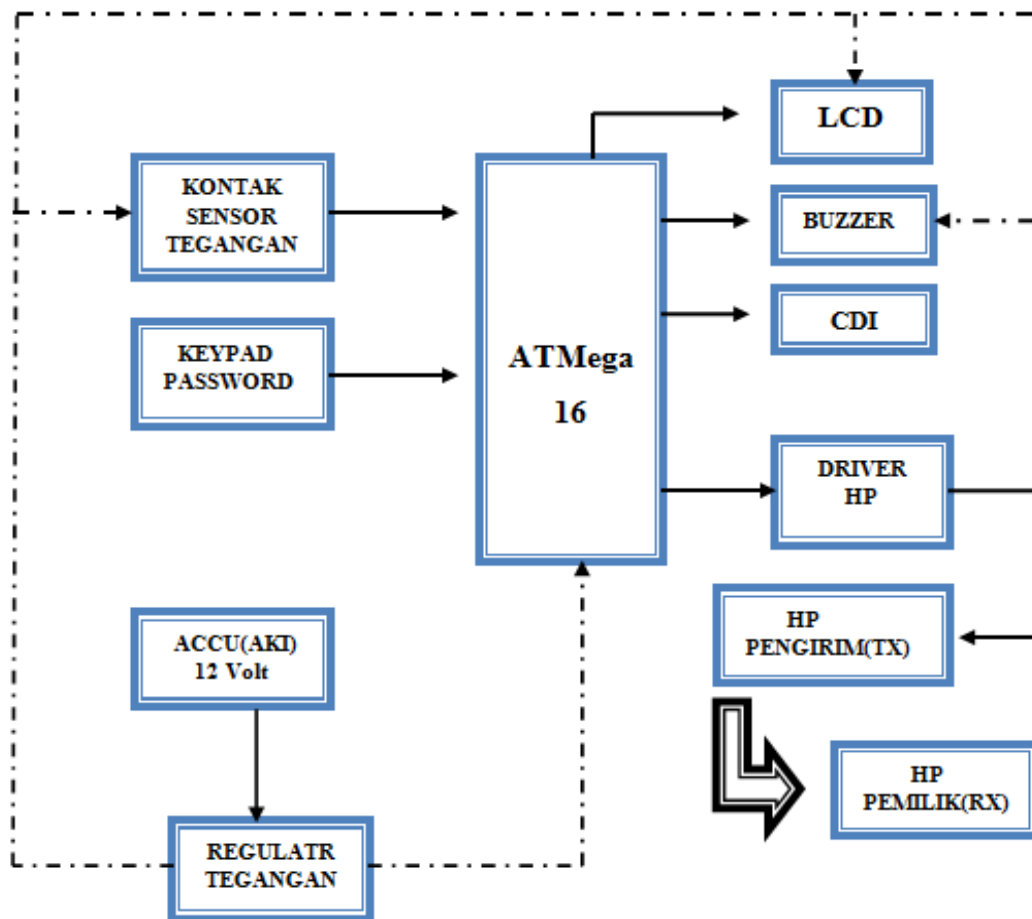 LCD
KONTAK
SENSOR
TEGANGAN
BUZZER
CDI
KEYPAD
PASSWORD
ATMega
16
DRIVER
HP
HP
PENGIRIM(TX)
ACCU(AKI)
12 Volt
HP
PEMILIK(RX)
REGULATR
TEGANGAN